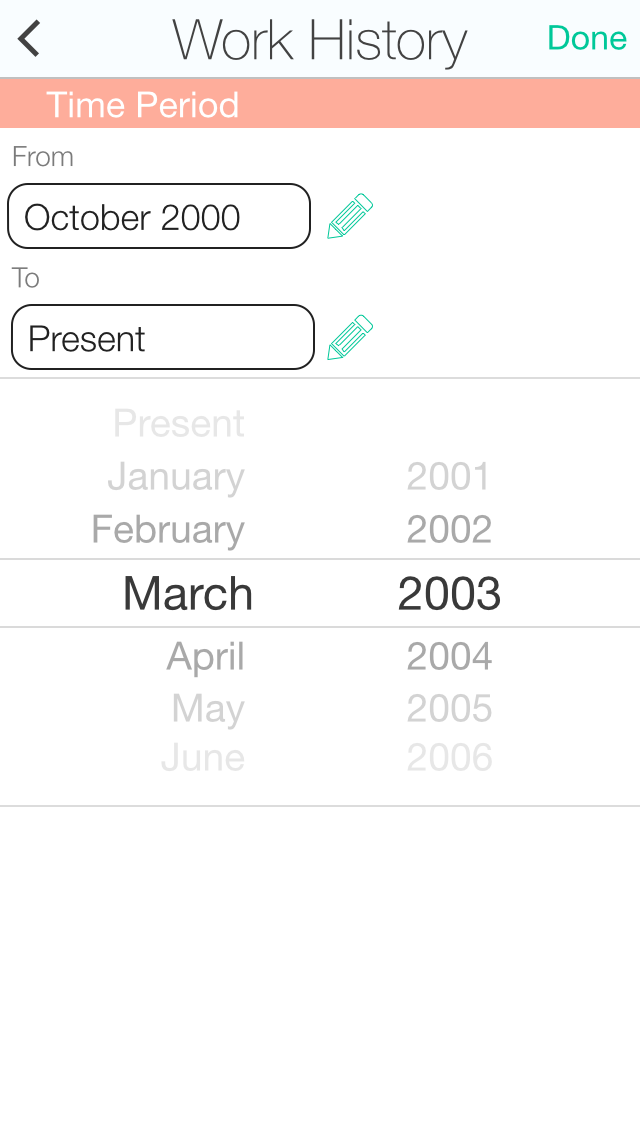 Work History Done
Time Period
From
October 2000
To
Present
Present
January 2001
February 2002
March 2003
April 2004
May 2005
June 2006